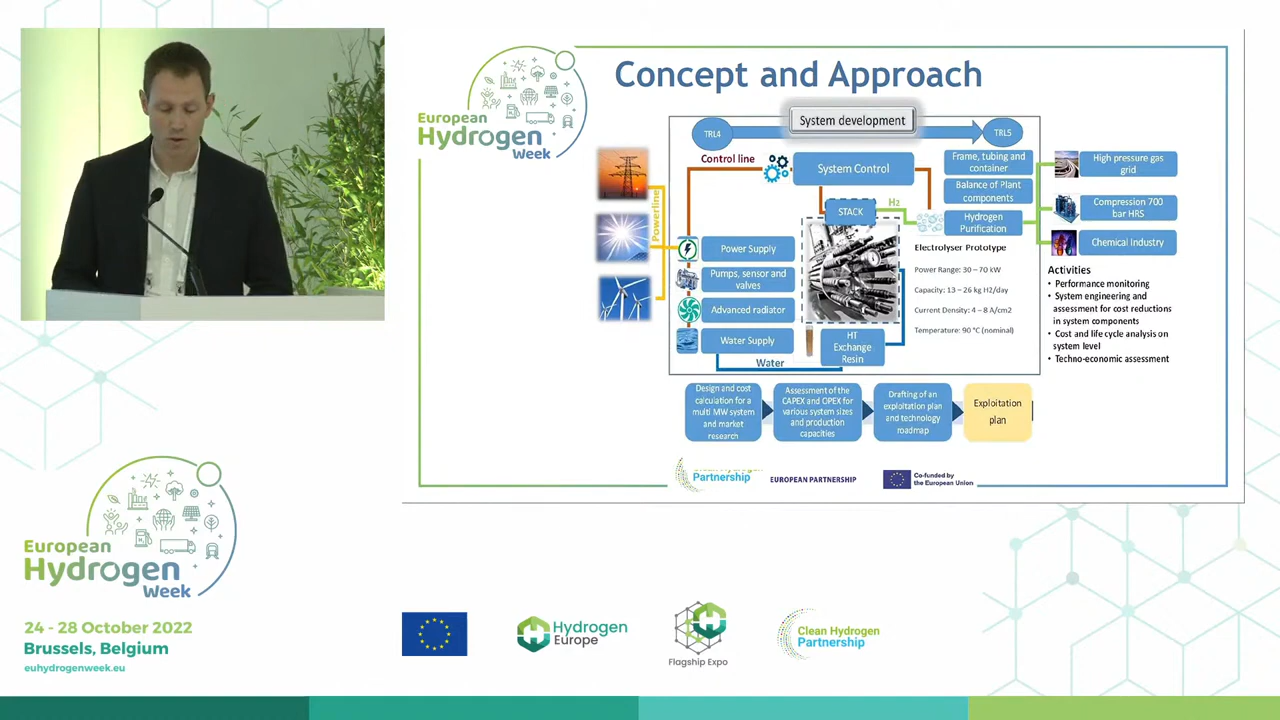 European
Hydrogen
Week
Concept and Approach
System development
TRL4
TRL5
Control line
System Control
Frame, tubing and
container
Balance of Plant
components
Hydrogen
Purification
High pressure gas
grid
Compression 700
bar HRS
Chemical Industry
Powerline
STACK
H2
Power Supply
Pumps, sensor and
valves
Advanced radiator
Water Supply
Water
HT
Exchange
Resin
Electrolyser Prototype
Power Range: 30 – 70 kW
Capacity: 13 – 26 kg H2/day
Current Density: 4 – 8 A/cm2
Temperature: 90 °C (nominal)
Activities
• Performance monitoring
• System engineering and
assessment for cost reductions
in system components
• Cost and life cycle analysis on
system level
• Techno-economic assessment
Design and cost
calculation for a
multi MW system
and market
research
Assessment of the
CAPEX and OPEX for
various system sizes
and production
capacities
Drafting of an
exploitation plan
and technology
roadmap
Exploitation
plan
Clean Hydrogen
Partnership
EUROPEAN PARTNERSHIP
Co-funded by
the European Union
European
Hydrogen
Week
24 - 28 October 2022
Brussels, Belgium
euhydrogenweek.eu
Hydrogen
Europe
Flagship Expo
Clean Hydrogen
Partnership